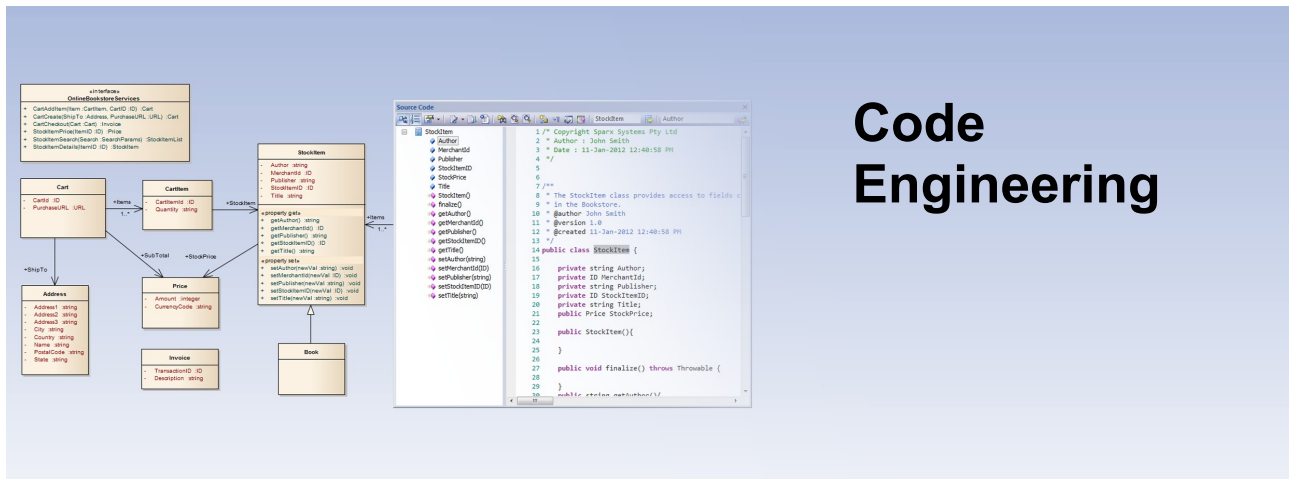 «interface»
OnlineBookstoreServices
+ CartAddItem(Item :CartItem, CartID :ID) :Cart
+ CartCreate(ShipTo :Address, PurchaseURL :URL) :Cart
+ CartCheckout(Cart :Cart) :Invoice
+ StockItemPrice(ItemID :ID) :Price
+ StockItemSearch(Search :SearchParams) :StockItemList
+ StockItemDetails(ItemID :ID) :StockItem
Cart
- CartId :ID
- PurchaseURL :URL
+Items
1..*
CartItem
- CartItemId :ID
- Quantity :string
+StockItem
StockItem
- Author :string
- MerchantId :ID
- Publisher :string
- StockItemID :ID
- Title :string
«property get»
+ getAuthor() :string
+ getMerchantId() :ID
+ getPublisher() :string
+ getStockItemID() :ID
+ getTitle() :string
«property set»
+ setAuthor(newVal :string) :void
+ setMerchantId(newVal :ID) :void
+ setPublisher(newVal :string) :void
+ setStockItemID(newVal :ID) :void
+ setTitle(newVal :string) :void
+Items
1..*
+ShipTo
+SubTotal
+StockPrice
Address
- Address1 :string
- Address2 :string
- Address3 :string
- City :string
- Country :string
- Name :string
- PostalCode :string
- State :string
Price
- Amount :integer
- CurrencyCode :string
Invoice
- TransactionID :ID
- Description :string
Book
Source Code
StockItem
Author
StockItem
Author
MerchantId
Publisher
StockItemID
StockPrice
Title
StockItem()
finalize()
getAuthor()
getMerchantId()
getPublisher()
getStockItemID()
getTitle()
setAuthor(string)
setMerchantId(ID)
setPublisher(string)
setStockItemID(ID)
setTitle(string)
1 /* Copyright Sparx Systems Pty Ltd
2 * Author : John Smith
3 * Date : 11-Jan-2012 12:40:58 PM
4 */
5
6
7 /**
8 * The StockItem class provides access to fields c
9 * in the Bookstore.
10 * @author John Smith
11 * @version 1.0
12 * @created 11-Jan-2012 12:40:58 PM
13 */
14 public class StockItem {
15
16 private string Author;
17 private ID MerchantId;
18 private string Publisher;
19 private ID StockItemID;
20 private string Title;
21 public Price StockPrice;
22
23 public StockItem(){
24
25 }
26
27 public void finalize() throws Throwable {
28
29 }
30 public string getAuthor(){
Code
Engineering